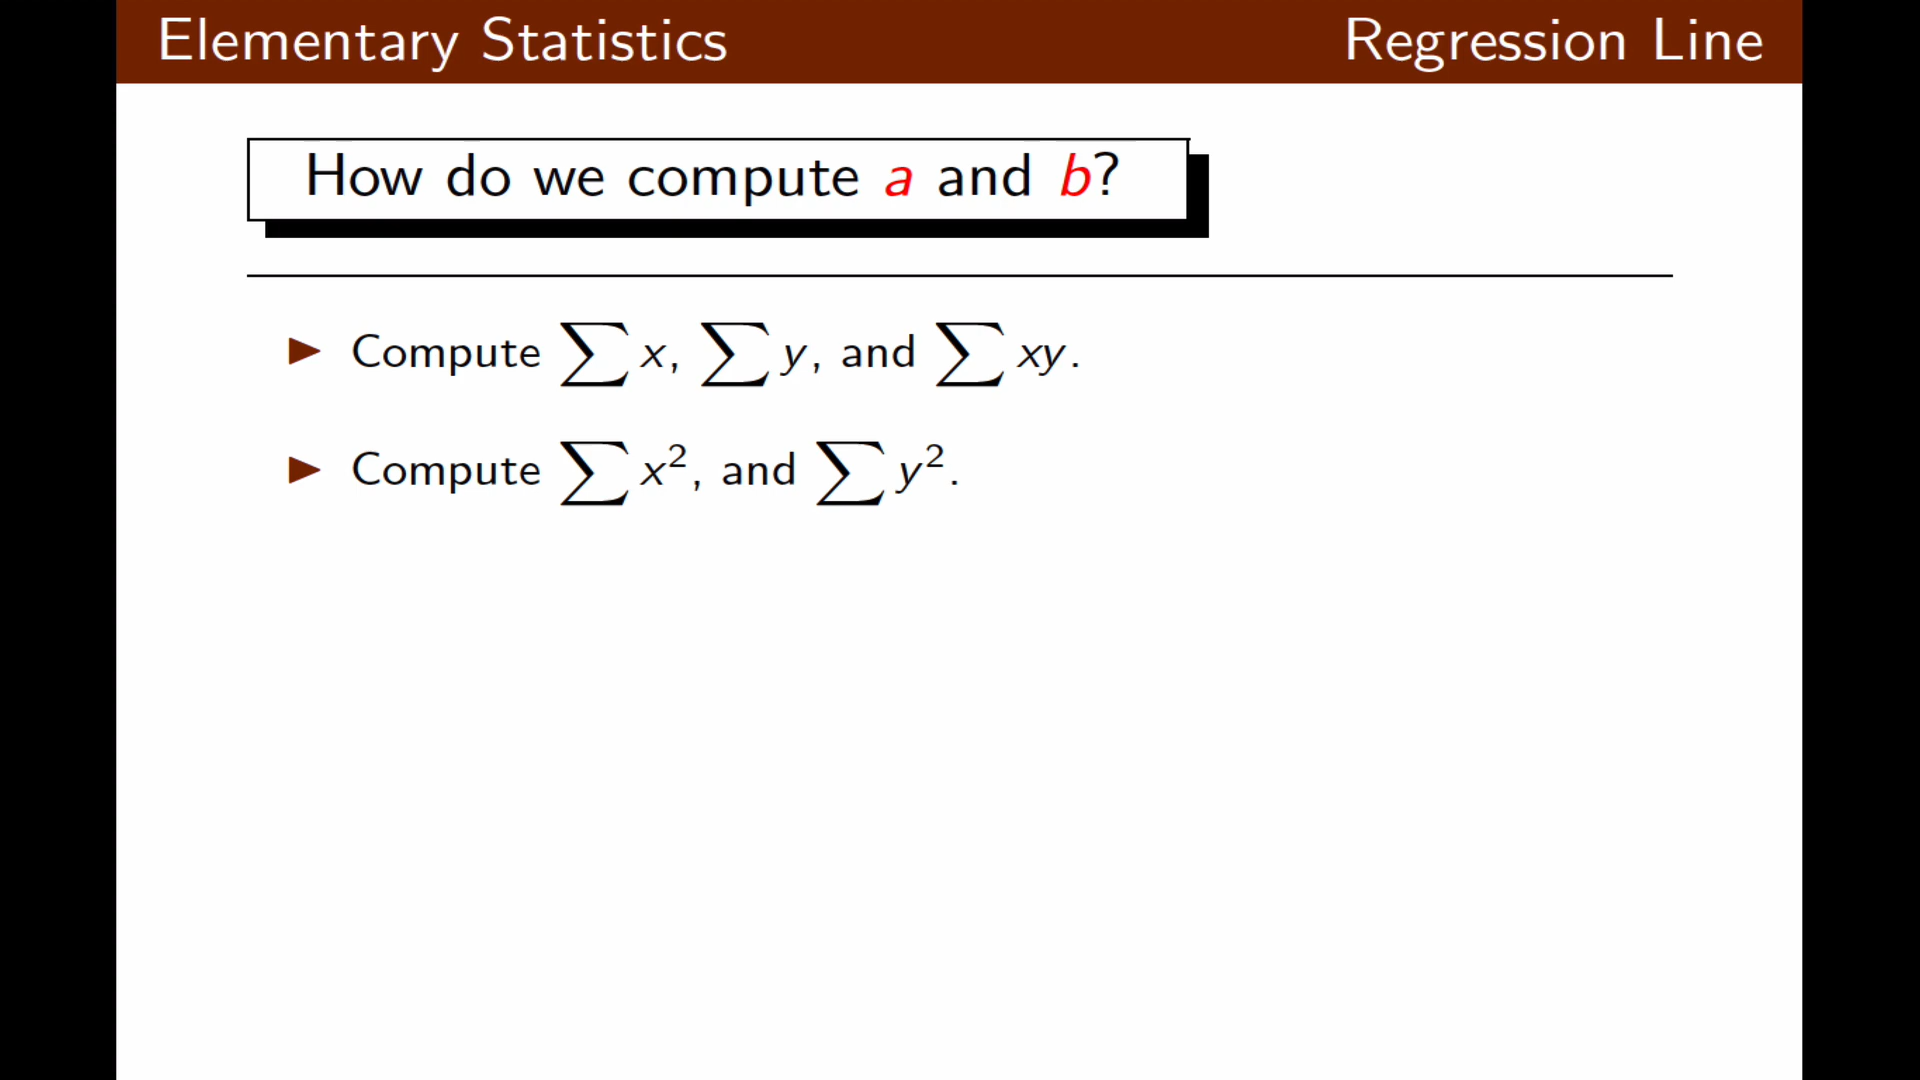 Elementary Statistics Regression Line
How do we compute a and b?
▶ Compute ∑x, ∑y, and ∑xy.
▶ Compute ∑x², and ∑y².